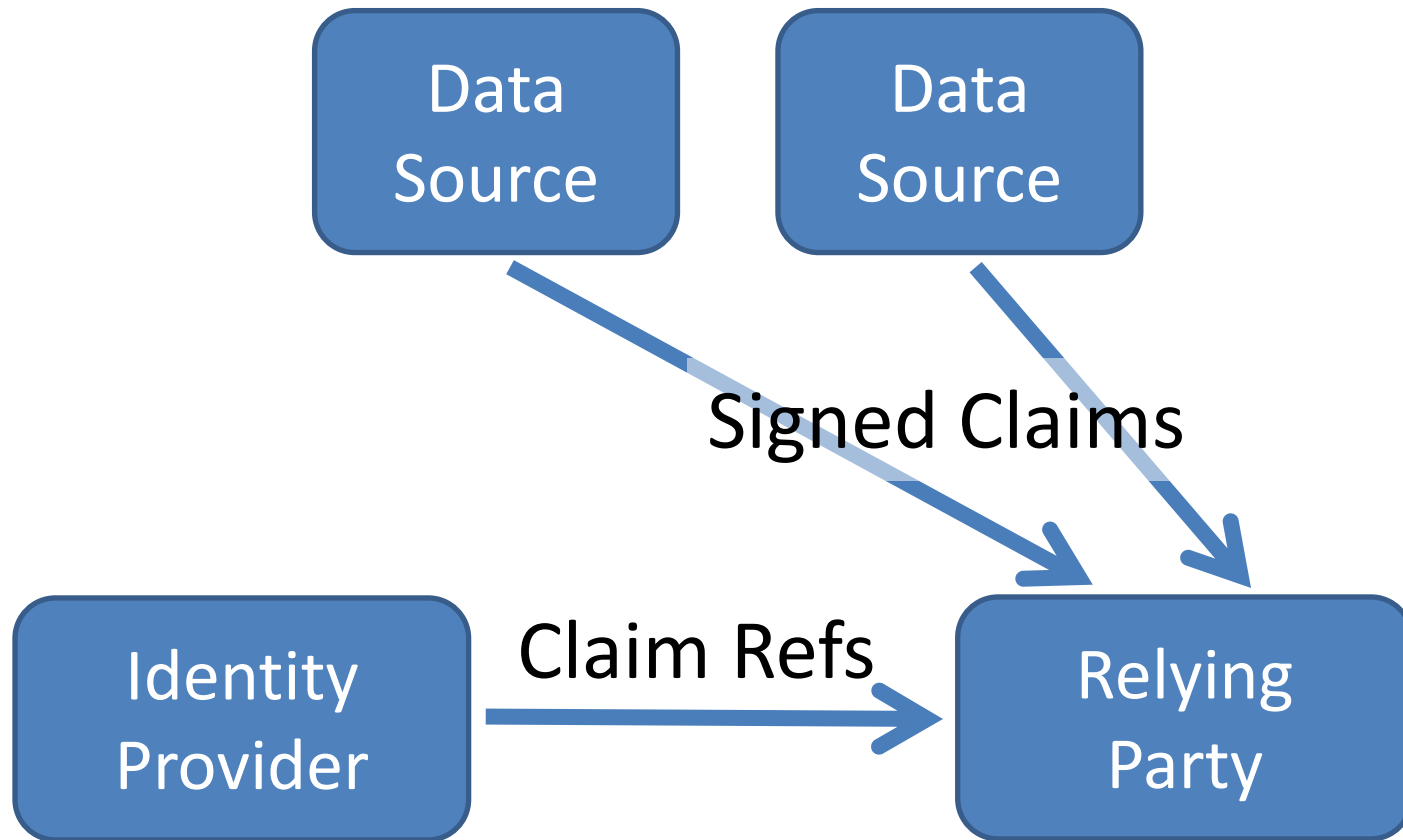 Data
Source
Data
Source
Signed Claims
Claim Refs
Identity
Provider
Relying
Party